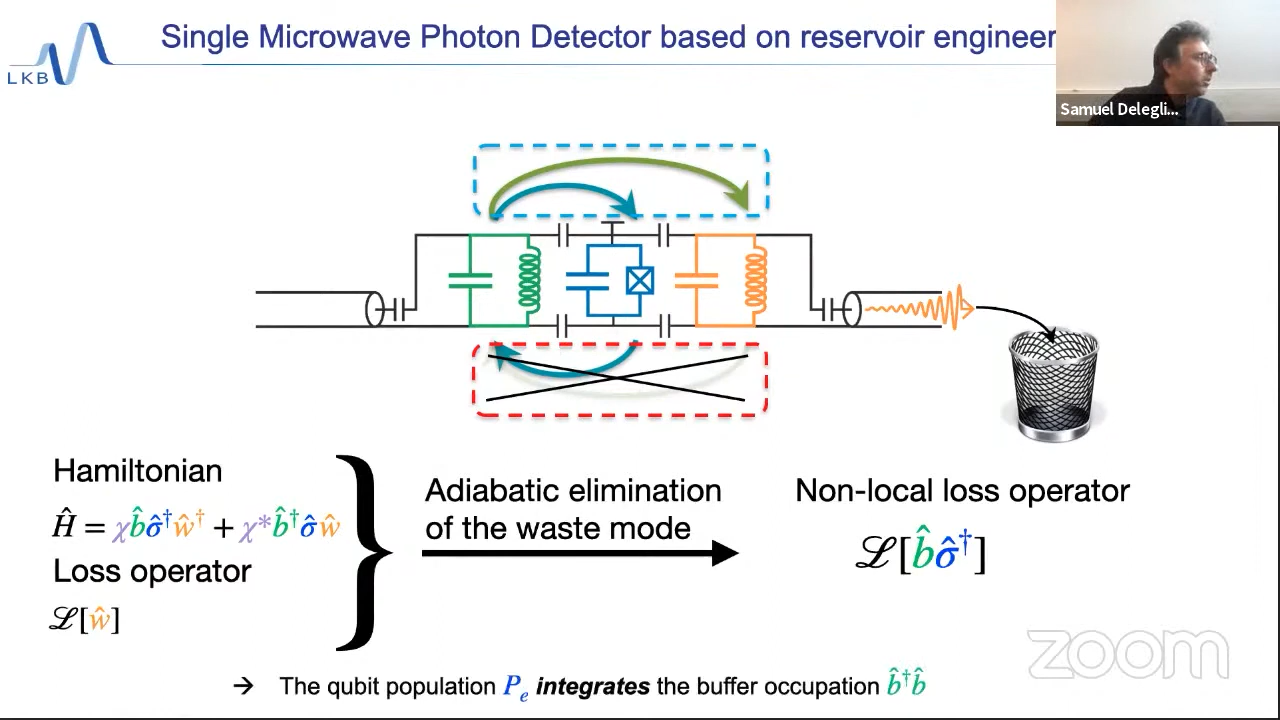 Single Microwave Photon Detector based on reservoir engineer
LKB
Samuel Delegli...
Hamiltonian
Ĥ = χb̂σ̂†ŵ† + χ*b̂†σ̂ŵ
Loss operator
ℒ[ŵ]
Adiabatic elimination
of the waste mode
Non-local loss operator
ℒ[b̂σ̂†]
zoom
→ The qubit population Pₑ integrates the buffer occupation b̂†b̂